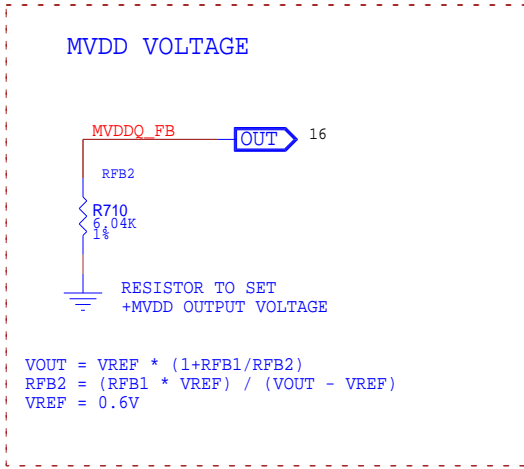 MVDD VOLTAGE
MVDDQ_FB
OUT
16
RFB2
R710
6.04K
1%
RESISTOR TO SET
+MVDD OUTPUT VOLTAGE
VOUT = VREF * (1+RFB1/RFB2)
RFB2 = (RFB1 * VREF) / (VOUT - VREF)
VREF = 0.6V